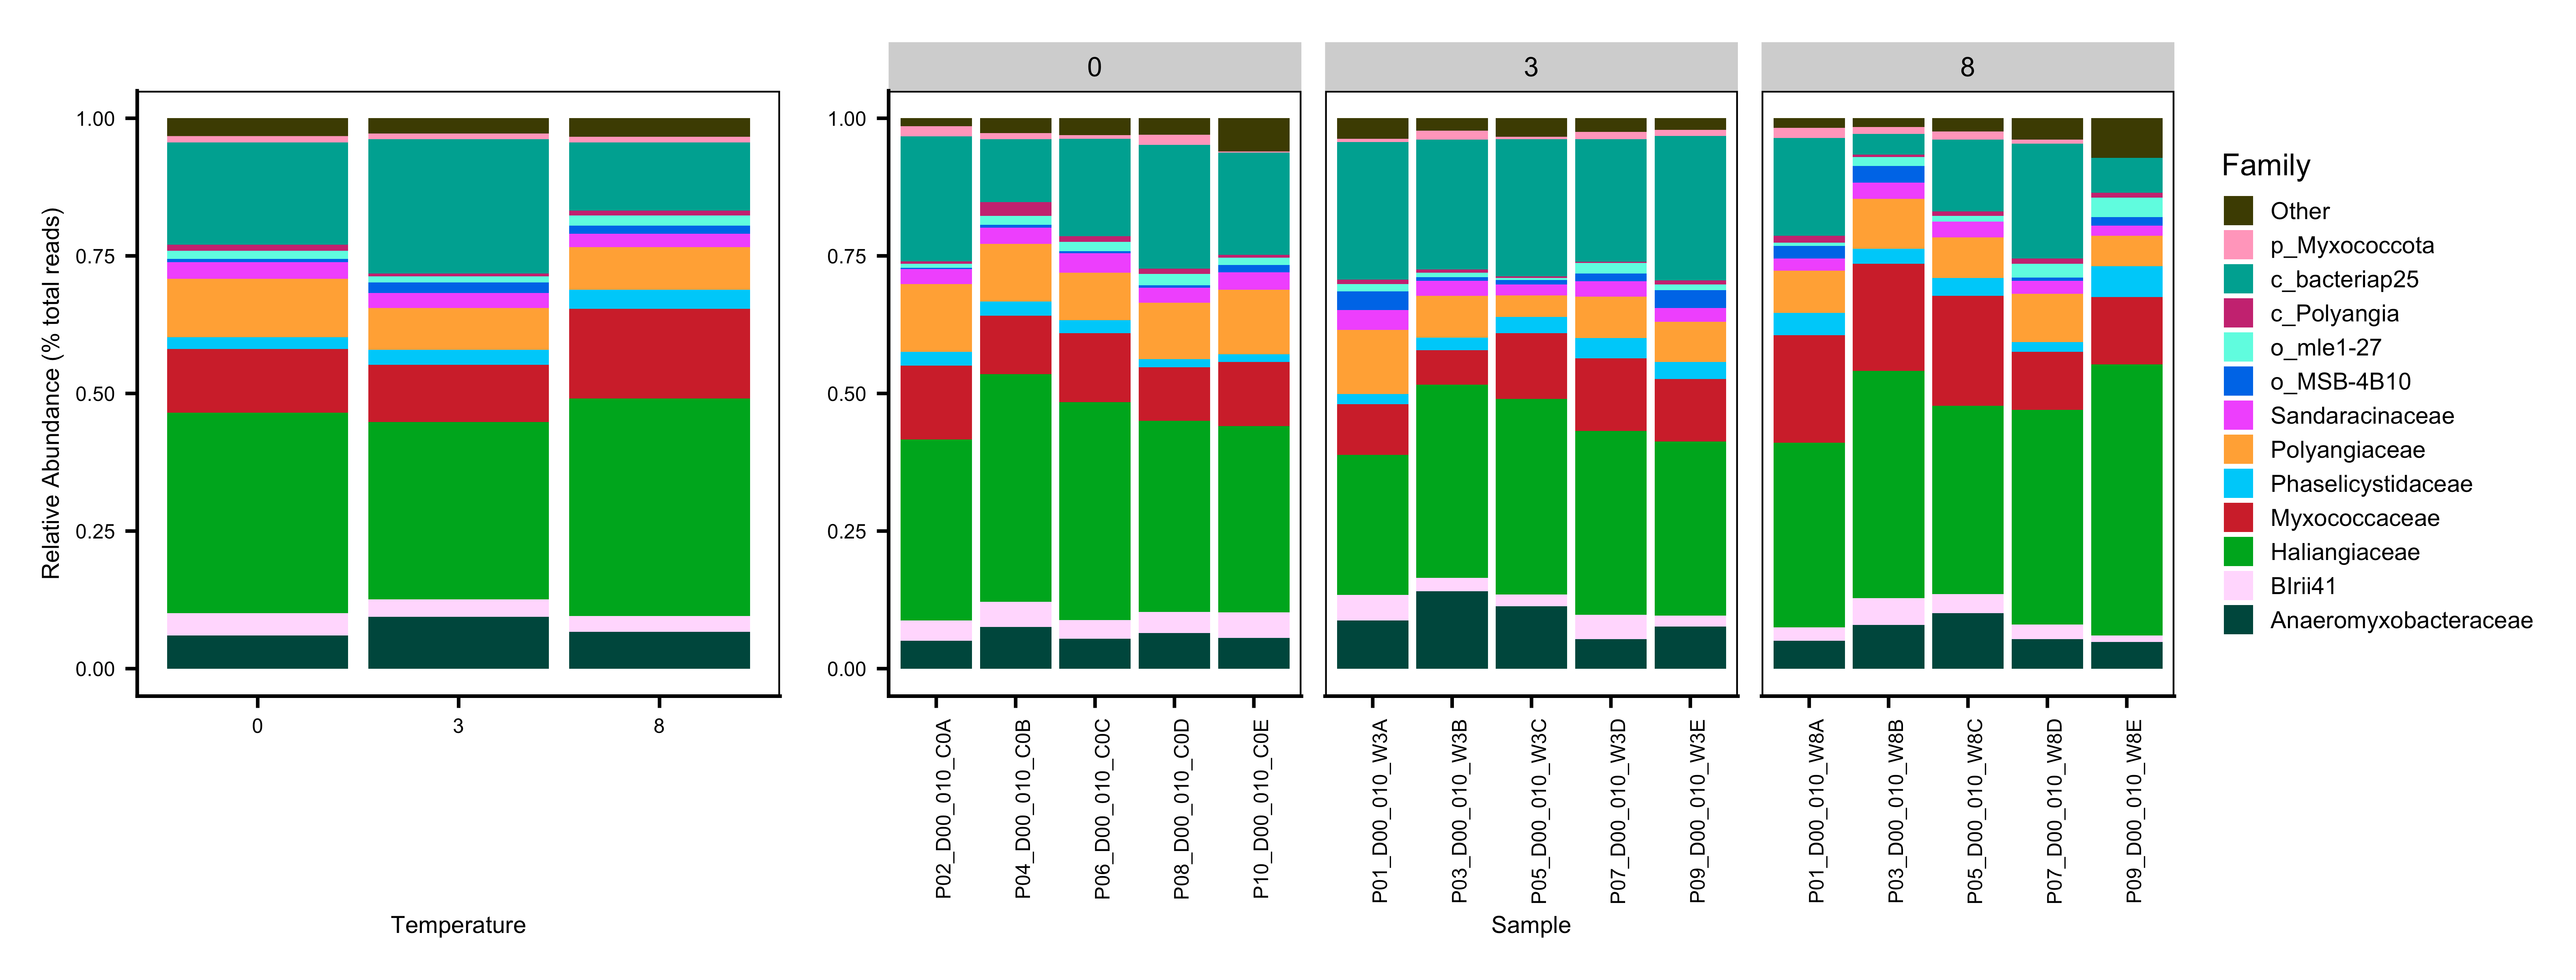 Relative Abundance (% total reads)
1.00
0.75
0.50
0.25
0.00
0
3
8
Temperature
0
3
8
1.00
0.75
0.50
0.25
0.00
P02_D00_010_C0A
P04_D00_010_C0B
P06_D00_010_C0C
P08_D00_010_C0D
P10_D00_010_C0E
P01_D00_010_W3A
P03_D00_010_W3B
P05_D00_010_W3C
P07_D00_010_W3D
P09_D00_010_W3E
P01_D00_010_W8A
P03_D00_010_W8B
P05_D00_010_W8C
P07_D00_010_W8D
P09_D00_010_W8E
Sample
Family
Other
p_Myxococcota
c_bacteriap25
c_Polyangia
o_mle1-27
o_MSB-4B10
Sandaracinaceae
Polyangiaceae
Phaselicystidaceae
Myxococcaceae
Haliangiaceae
BIrii41
Anaeromyxobacteraceae